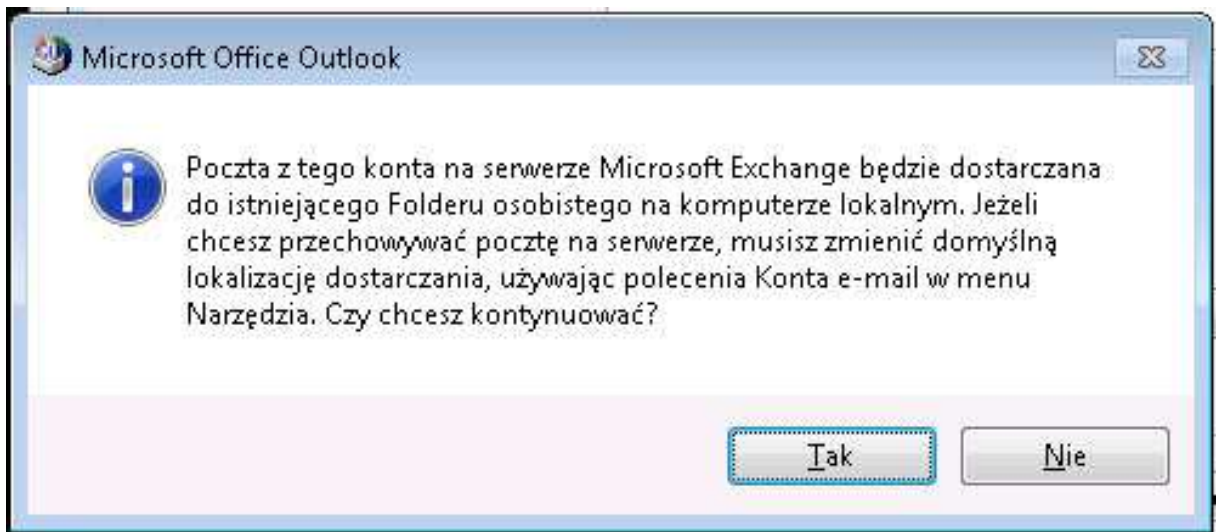 Microsoft Office Outlook
Poczta z tego konta na serwerze Microsoft Exchange będzie dostarczana
do istniejącego Folderu osobistego na komputerze lokalnym. Jeżeli
chcesz przechowywać pocztę na serwerze, musisz zmienić domyślną
lokalizację dostarczania, używając polecenia Konta e-mail w menu
Narzędzia. Czy chcesz kontynuować?
Tak Nie